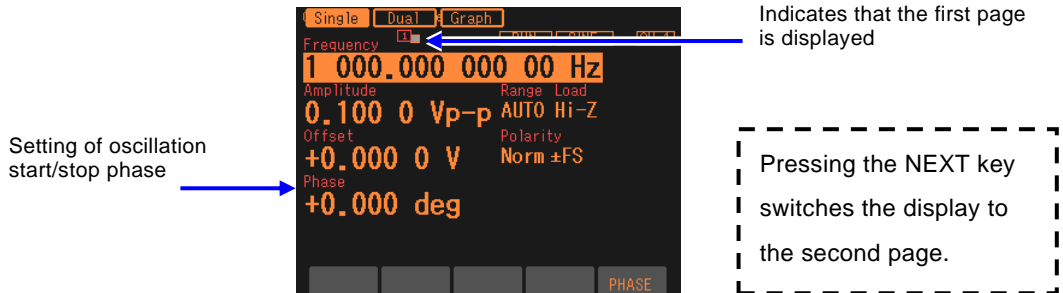 Single Dual Graph
Indicates that the first page
is displayed
1
Frequency
1 000.000 000 00 Hz
Amplitude Range Load
0.100 0 Vp-p AUTO Hi-Z
Offset Polarity
+0.000 0 V Norm ±FS
Setting of oscillation
start/stop phase
Phase
+0.000 deg
PHASE
Pressing the NEXT key
switches the display to
the second page.